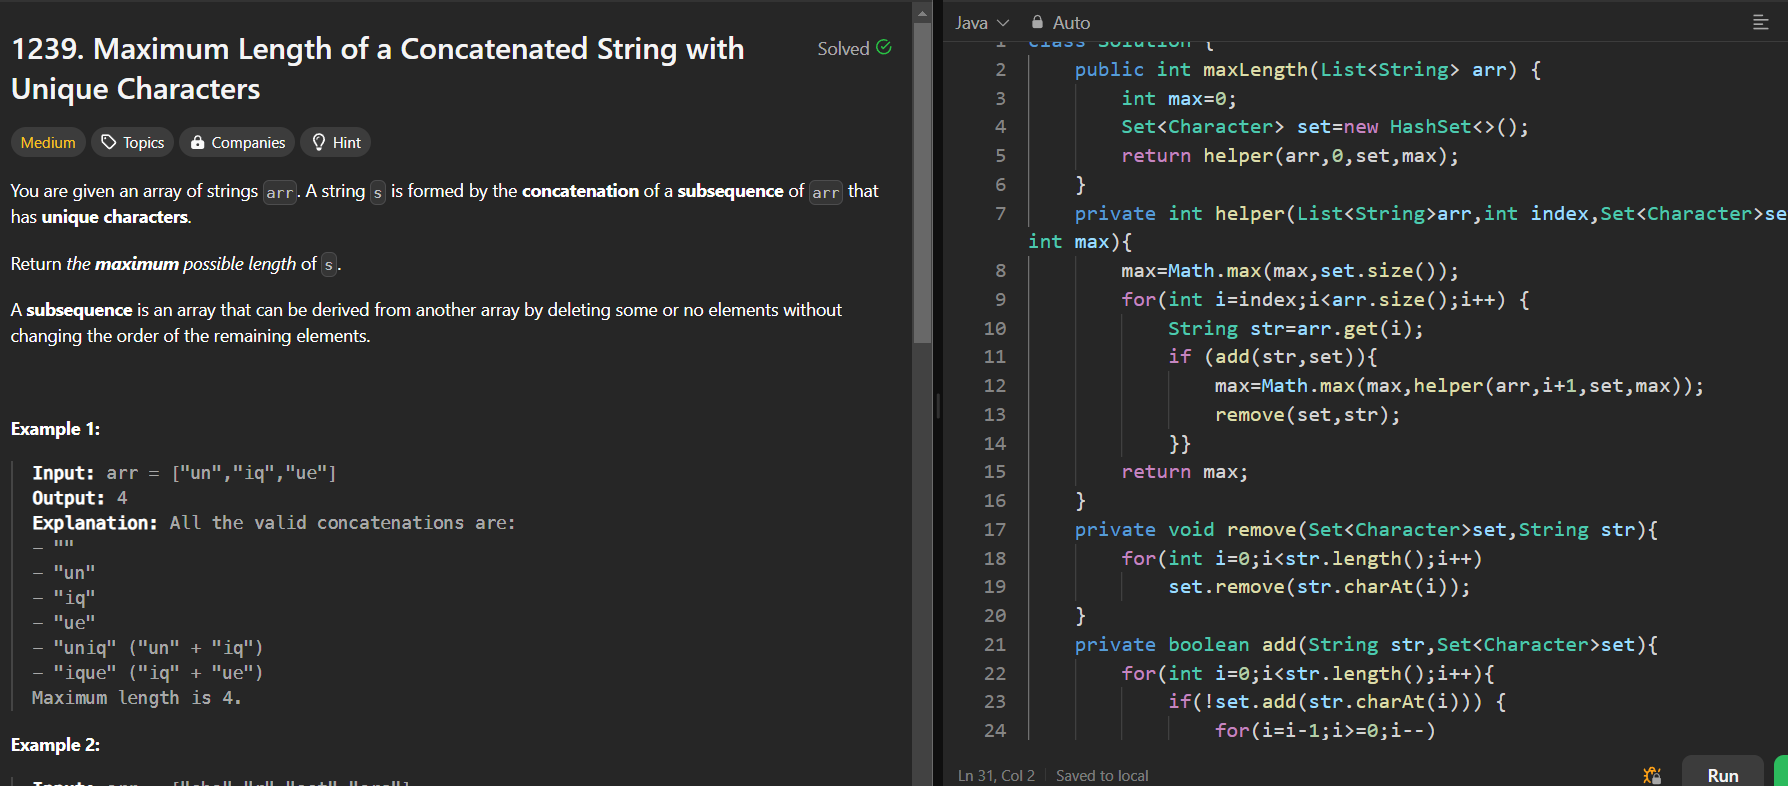 1239. Maximum Length of a Concatenated String with
Unique Characters
Solved
Medium
Topics
Companies
Hint
You are given an array of strings arr. A string s is formed by the concatenation of a subsequence of arr that
has unique characters.
Return the maximum possible length of s.
A subsequence is an array that can be derived from another array by deleting some or no elements without
changing the order of the remaining elements.
Example 1:
Input: arr = ["un","iq","ue"]
Output: 4
Explanation: All the valid concatenations are:
- ""
- "un"
- "iq"
- "ue"
- "uniq" ("un" + "iq")
- "ique" ("iq" + "ue")
Maximum length is 4.
Example 2:
Java Auto
1 class Solution {
2 public int maxLength(List<String> arr) {
3 int max=0;
4 Set<Character> set=new HashSet<>();
5 return helper(arr,0,set,max);
6 }
7 private int helper(List<String>arr,int index,Set<Character>se
int max){
8 max=Math.max(max,set.size());
9 for(int i=index;i<arr.size();i++) {
10 String str=arr.get(i);
11 if (add(str,set)){
12 max=Math.max(max,helper(arr,i+1,set,max));
13 remove(set,str);
14 }}
15 return max;
16 }
17 private void remove(Set<Character>set,String str){
18 for(int i=0;i<str.length();i++)
19 set.remove(str.charAt(i));
20 }
21 private boolean add(String str,Set<Character>set){
22 for(int i=0;i<str.length();i++){
23 if(!set.add(str.charAt(i))) {
24 for(i=i-1;i>=0;i--)
Ln 31, Col 2 Saved to local
Run